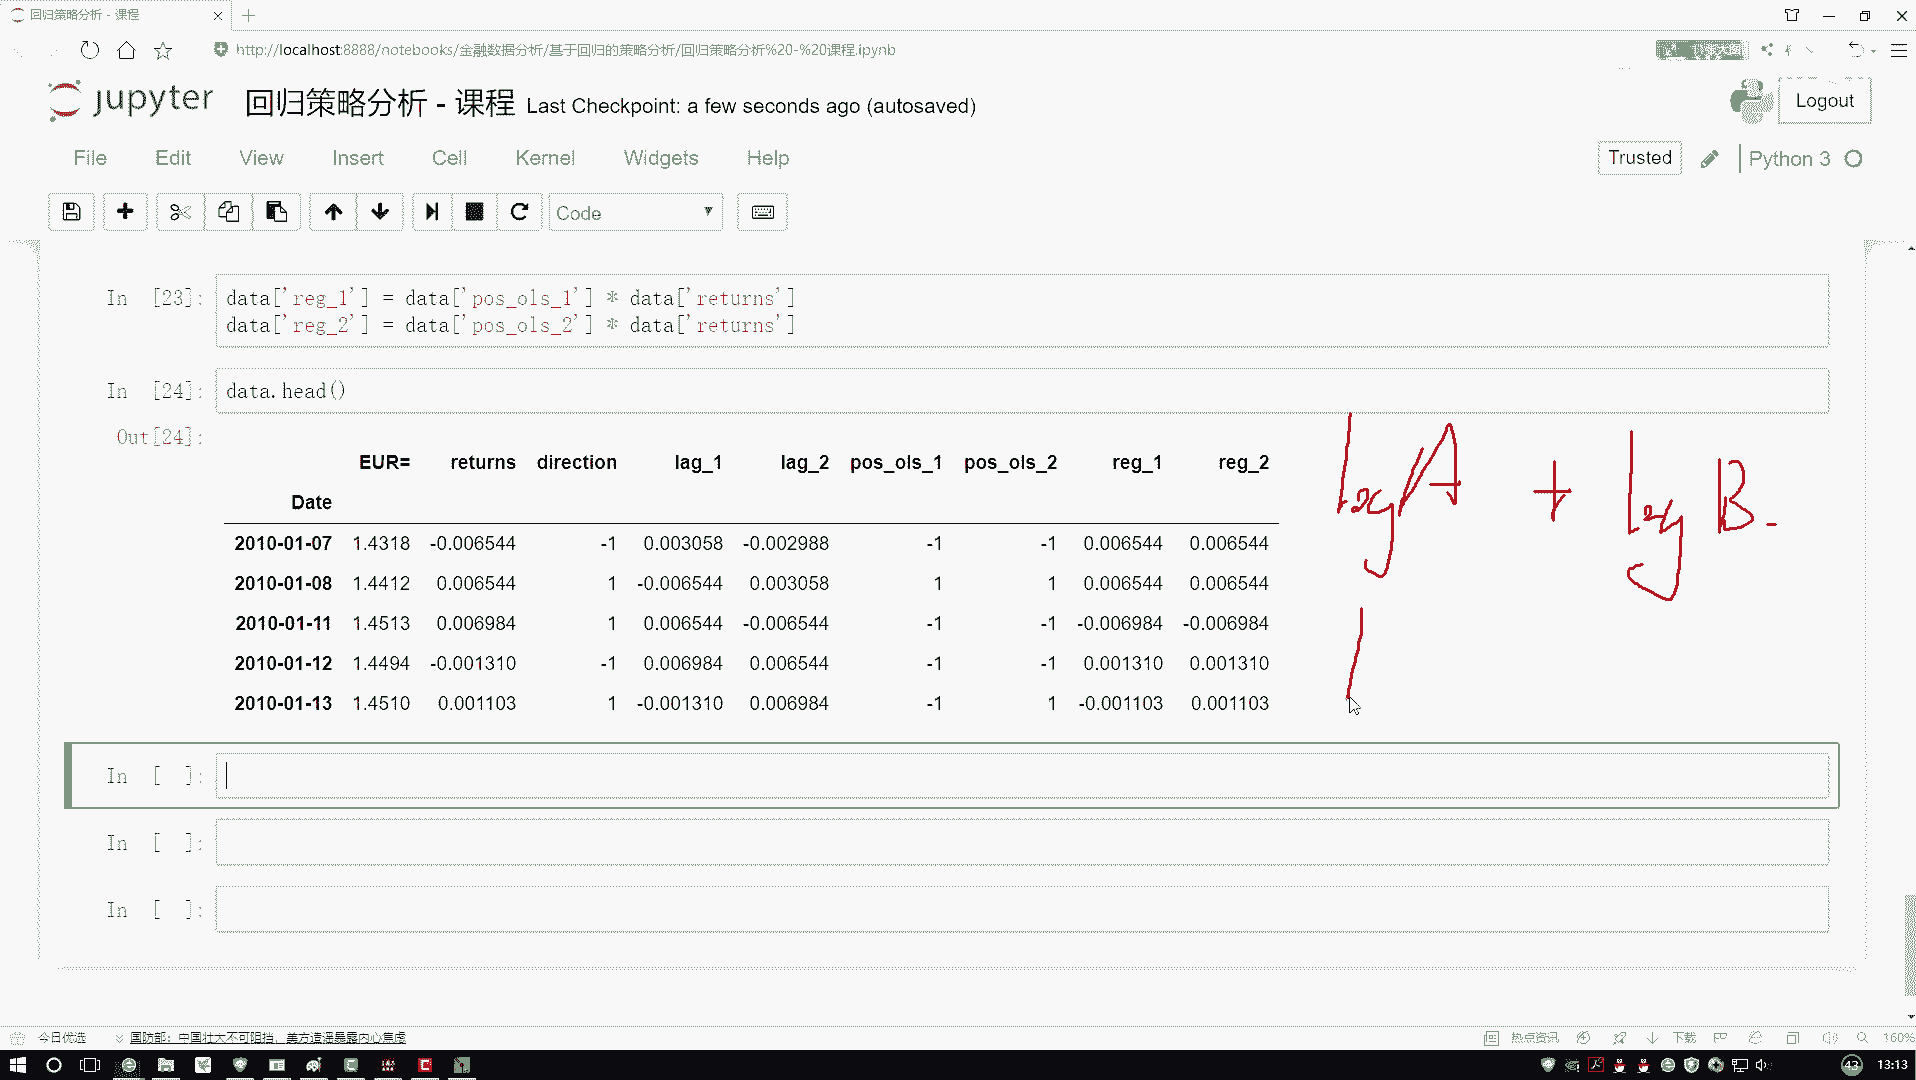 回归策略分析 - 课程
http://localhost:8888/notebooks/金融数据分析/基于回归的策略分析/回归策略分析%20-%20课程.ipynb
jupyter 回归策略分析 - 课程 Last Checkpoint: a few seconds ago (autosaved)
Logout
File Edit View Insert Cell Kernel Widgets Help
Trusted Python 3
Code
In [23]: data['reg_1'] = data['pos_ols_1'] * data['returns']
data['reg_2'] = data['pos_ols_2'] * data['returns']
In [24]: data.head()
Out[24]:
EUR= returns direction lag_1 lag_2 pos_ols_1 pos_ols_2 reg_1 reg_2
Date
2010-01-07 1.4318 -0.006544 -1 0.003058 -0.002988 -1 -1 0.006544 0.006544
2010-01-08 1.4412 0.006544 1 -0.006544 0.003058 1 1 0.006544 0.006544
2010-01-11 1.4513 0.006984 1 0.006544 -0.006544 -1 -1 -0.006984 -0.006984
2010-01-12 1.4494 -0.001310 -1 0.006984 0.006544 -1 -1 0.001310 0.001310
2010-01-13 1.4510 0.001103 1 -0.001310 0.006984 -1 1 -0.001103 0.001103
log A + log B
In [ ]:
In [ ]:
In [ ]:
今日优选 国防部：中国壮大不可阻挡，美方造谣暴露内心焦虑
热点资讯 下载 160%
43 13:13